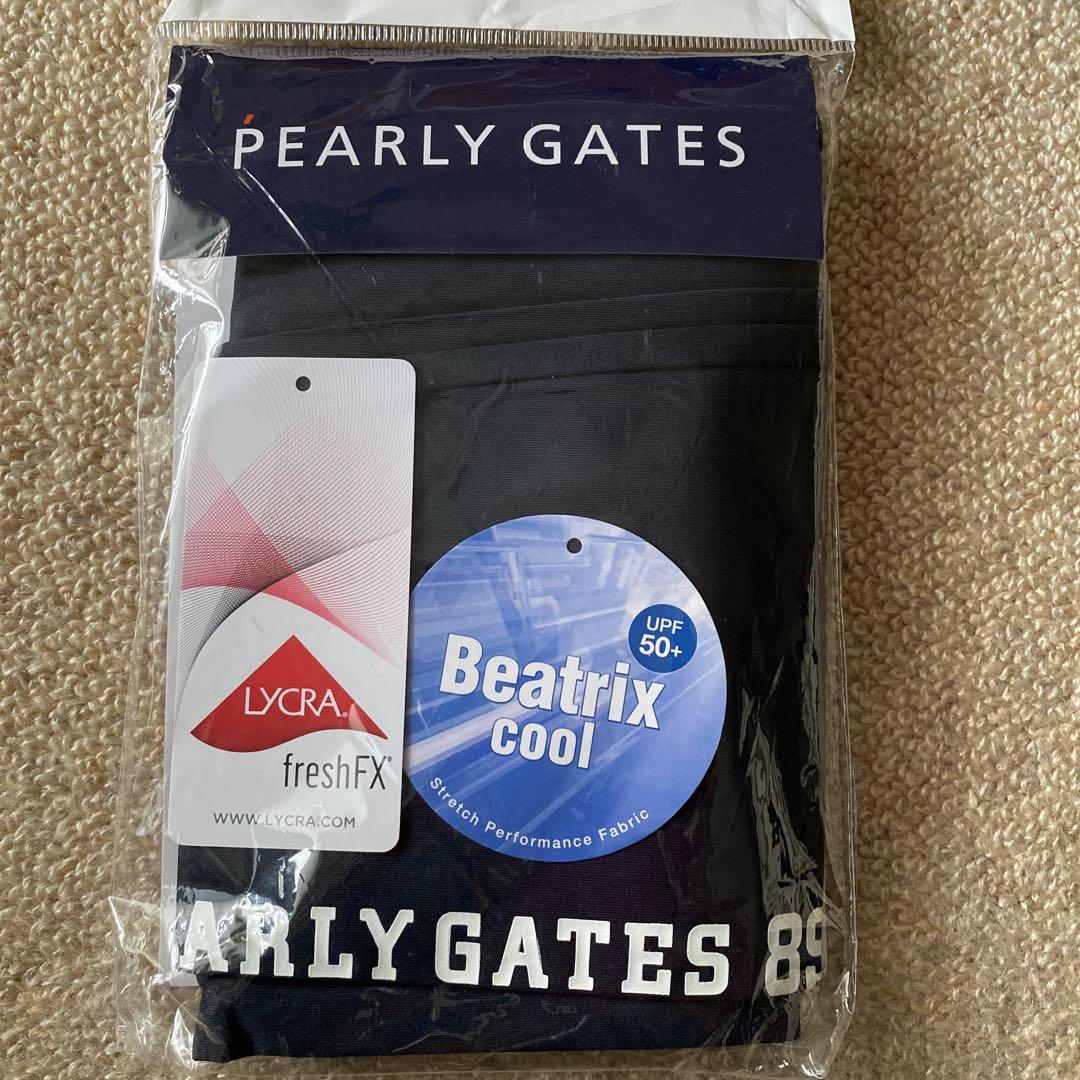 PEARLY GATES
LYCRA®
freshFX®
WWW.LYCRA.COM
UPF
50+
Beatrix
cool
Stretch Performance Fabric
ARLY GATES 89